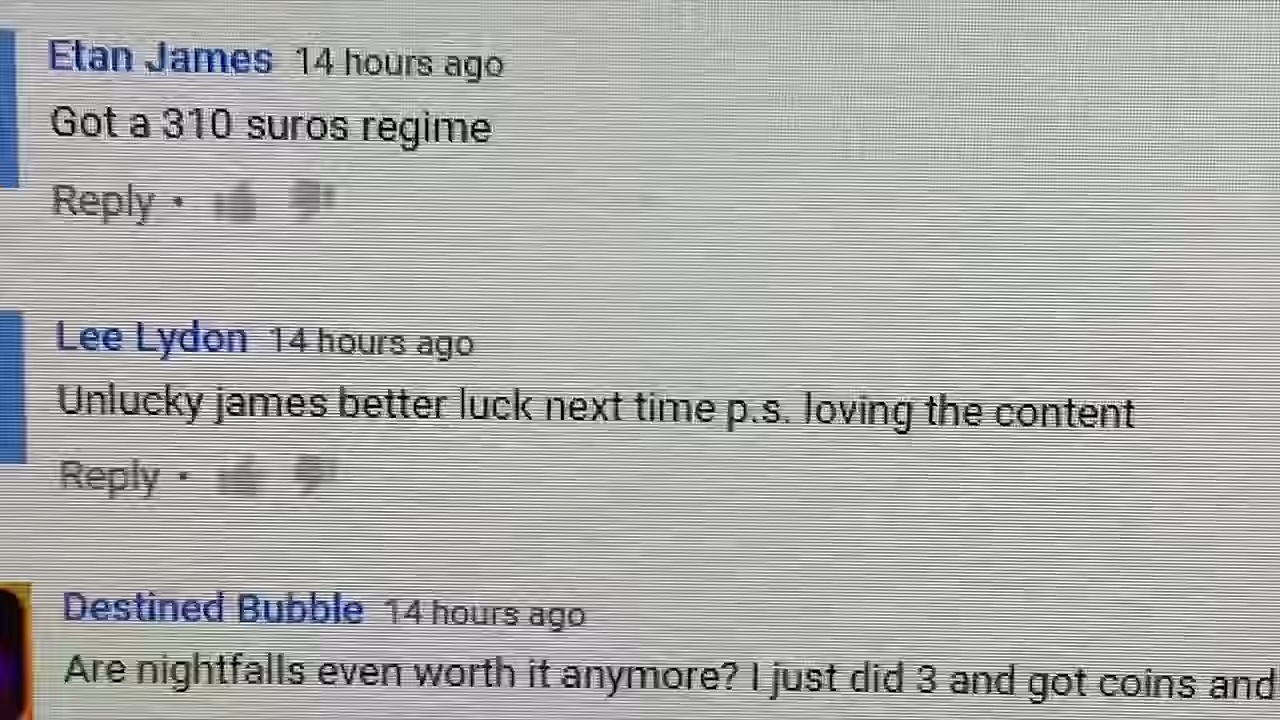 Elan James 14 hours ago
Got a 310 suros regime
Reply •
Lee Lydon 14 hours ago
Unlucky james better luck next time p.s. loving the content
Reply •
Destined Bubble 14 hours ago
Are nightfalls even worth it anymore? I just did 3 and got coins and